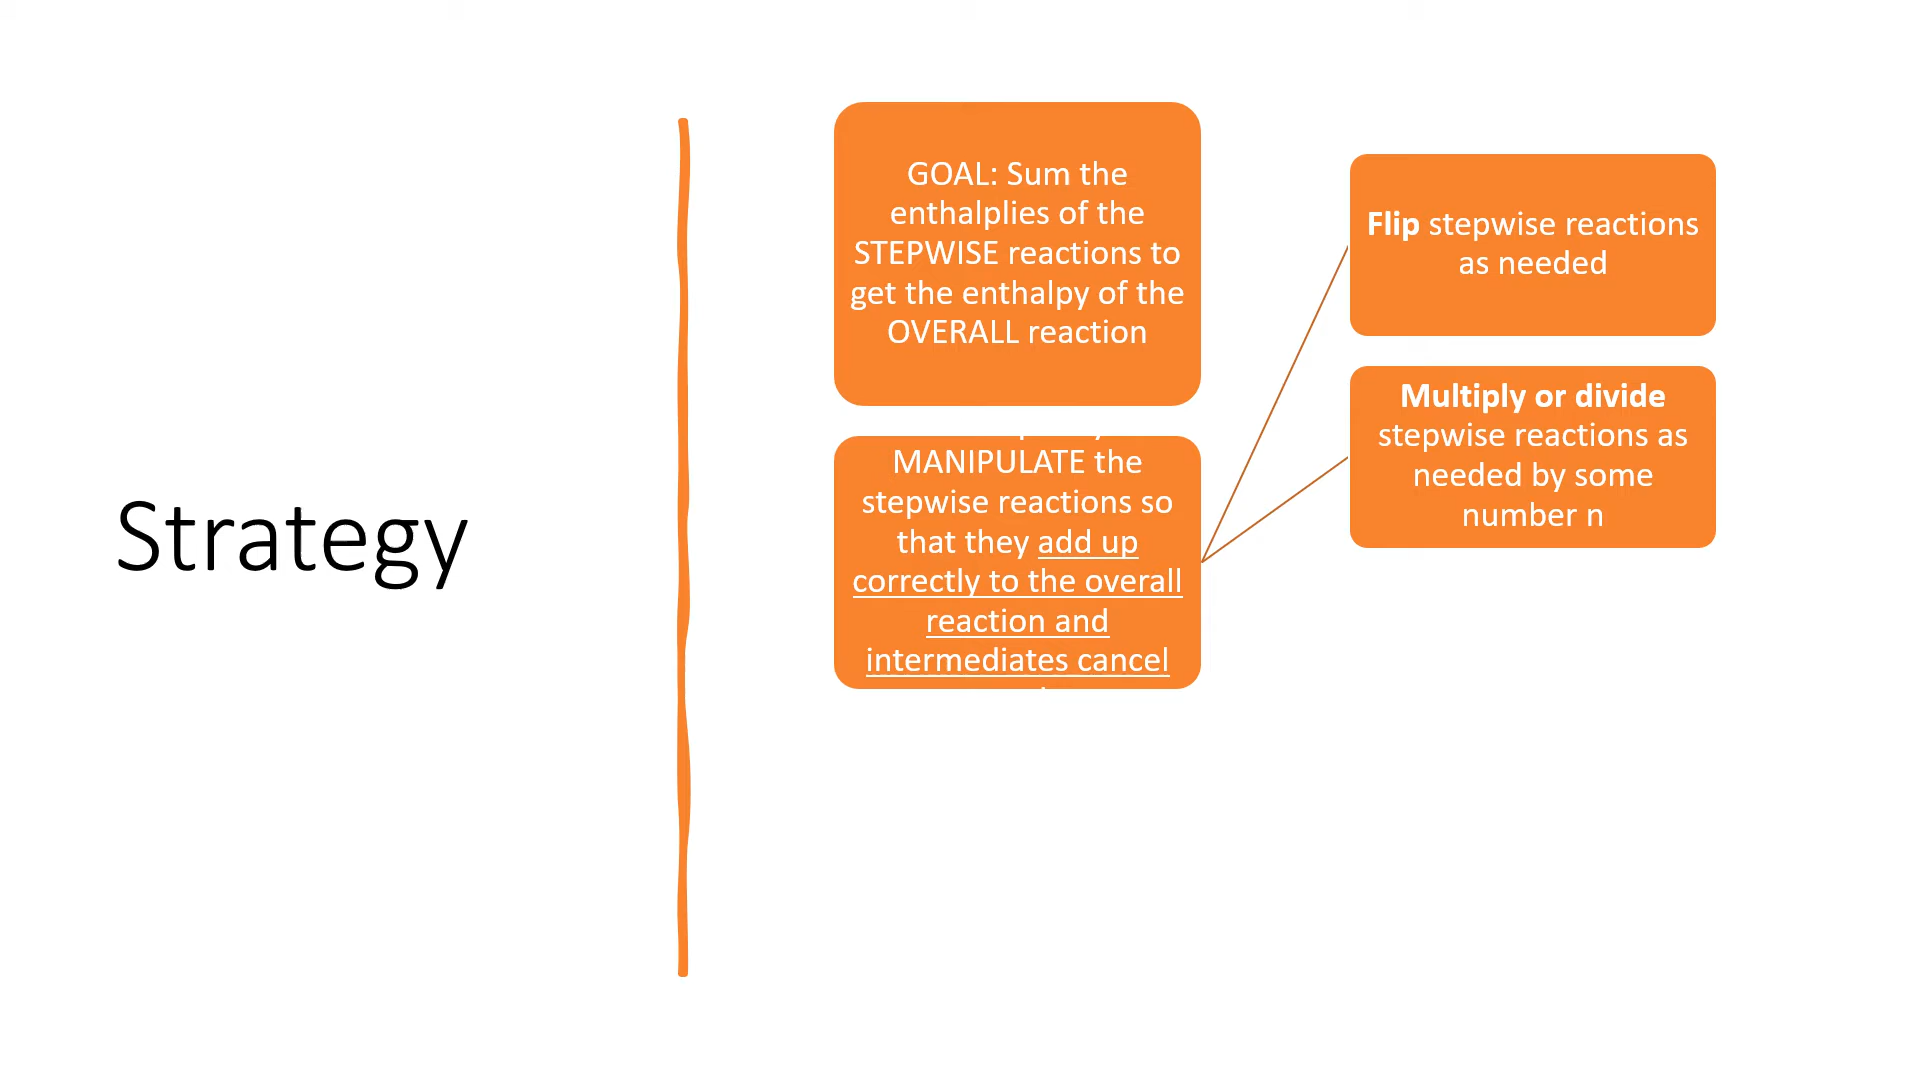 Strategy
GOAL: Sum the
enthalplies of the
STEPWISE reactions to
get the enthalpy of the
OVERALL reaction
MANIPULATE the
stepwise reactions so
that they add up
correctly to the overall
reaction and
intermediates cancel
Flip stepwise reactions
as needed
Multiply or divide
stepwise reactions as
needed by some
number n